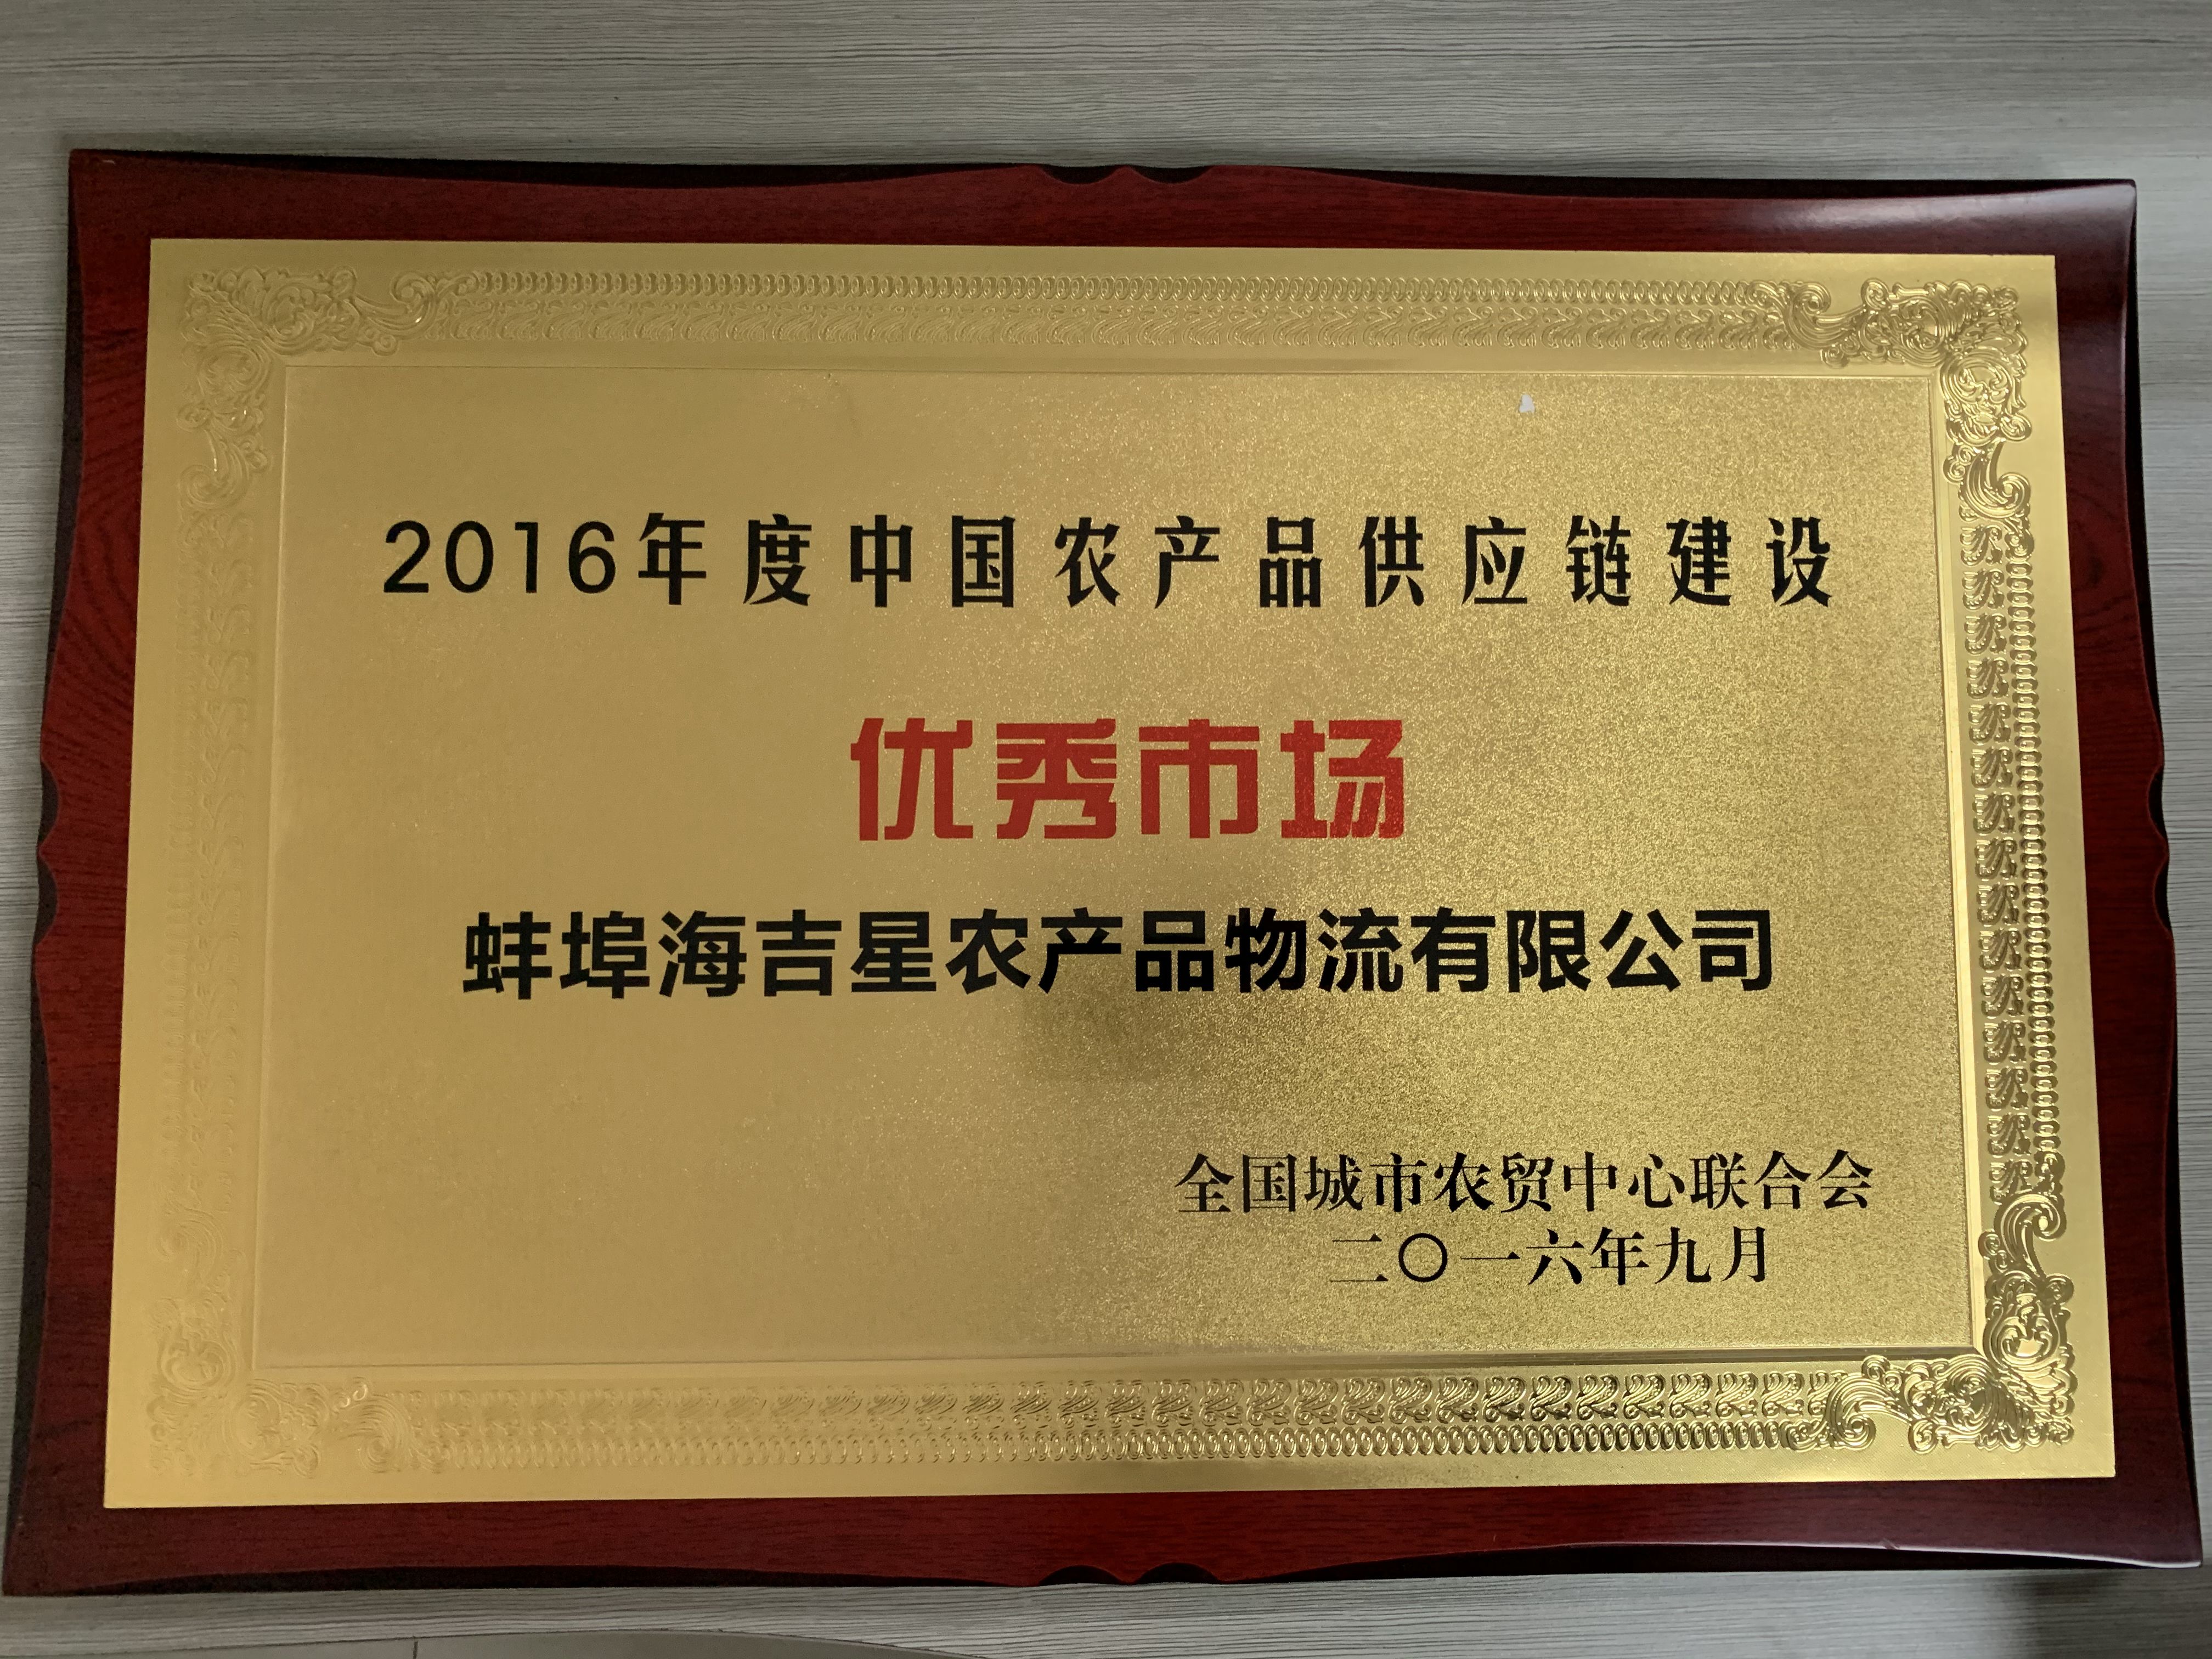 2016年度中国农产品供应链建设
优秀市场
蚌埠海吉星农产品物流有限公司
全国城市农贸中心联合会
二〇一六年九月